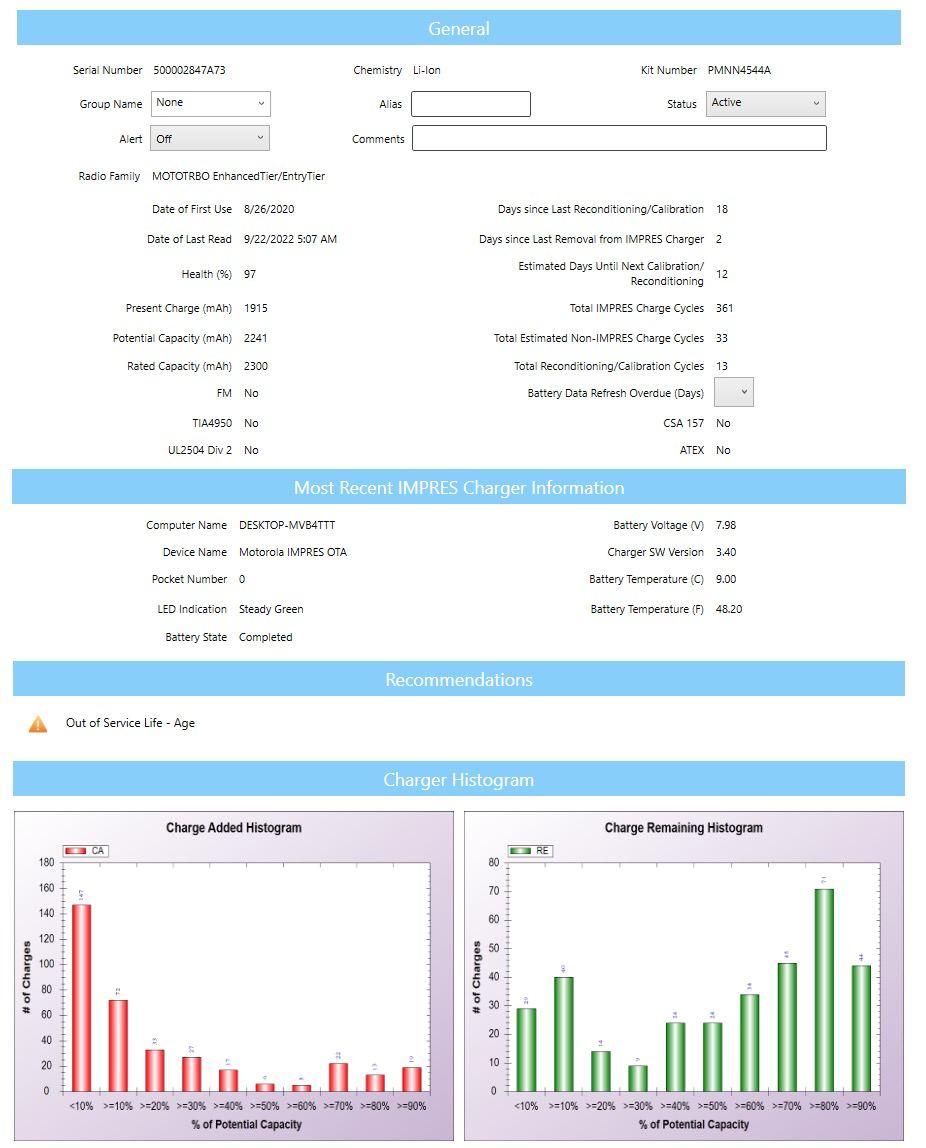 General
Serial Number 500002847A73 Chemistry Li-Ion Kit Number PMNN4544A
Group Name None Alias Status Active
Alert Off Comments
Radio Family MOTOTRBO EnhancedTier/EntryTier
Date of First Use 8/26/2020 Days since Last Reconditioning/Calibration 18
Date of Last Read 9/22/2022 5:07 AM Days since Last Removal from IMPRES Charger 2
Health (%) 97 Estimated Days Until Next Calibration/
Reconditioning 12
Present Charge (mAh) 1915 Total IMPRES Charge Cycles 361
Potential Capacity (mAh) 2241 Total Estimated Non-IMPRES Charge Cycles 33
Rated Capacity (mAh) 2300 Total Reconditioning/Calibration Cycles 13
FM No Battery Data Refresh Overdue (Days)
TIA4950 No CSA 157 No
UL2504 Div 2 No ATEX No
Most Recent IMPRES Charger Information
Computer Name DESKTOP-MVB4TTT Battery Voltage (V) 7.98
Device Name Motorola IMPRES OTA Charger SW Version 3.40
Pocket Number 0 Battery Temperature (C) 9.00
LED Indication Steady Green Battery Temperature (F) 48.20
Battery State Completed
Recommendations
Out of Service Life - Age
Charger Histogram
Charge Added Histogram
CA
180
160
140
120
100
80
60
40
20
0
# of Charges
147
72
33
27
17
6
22
13
19
<10% >=10% >=20% >=30% >=40% >=50% >=60% >=70% >=80% >=90%
% of Potential Capacity
Charge Remaining Histogram
RE
80
70
60
50
40
30
20
10
0
# of Charges
29
40
14
9
24
24
34
45
71
44
<10% >=10% >=20% >=30% >=40% >=50% >=60% >=70% >=80% >=90%
% of Potential Capacity